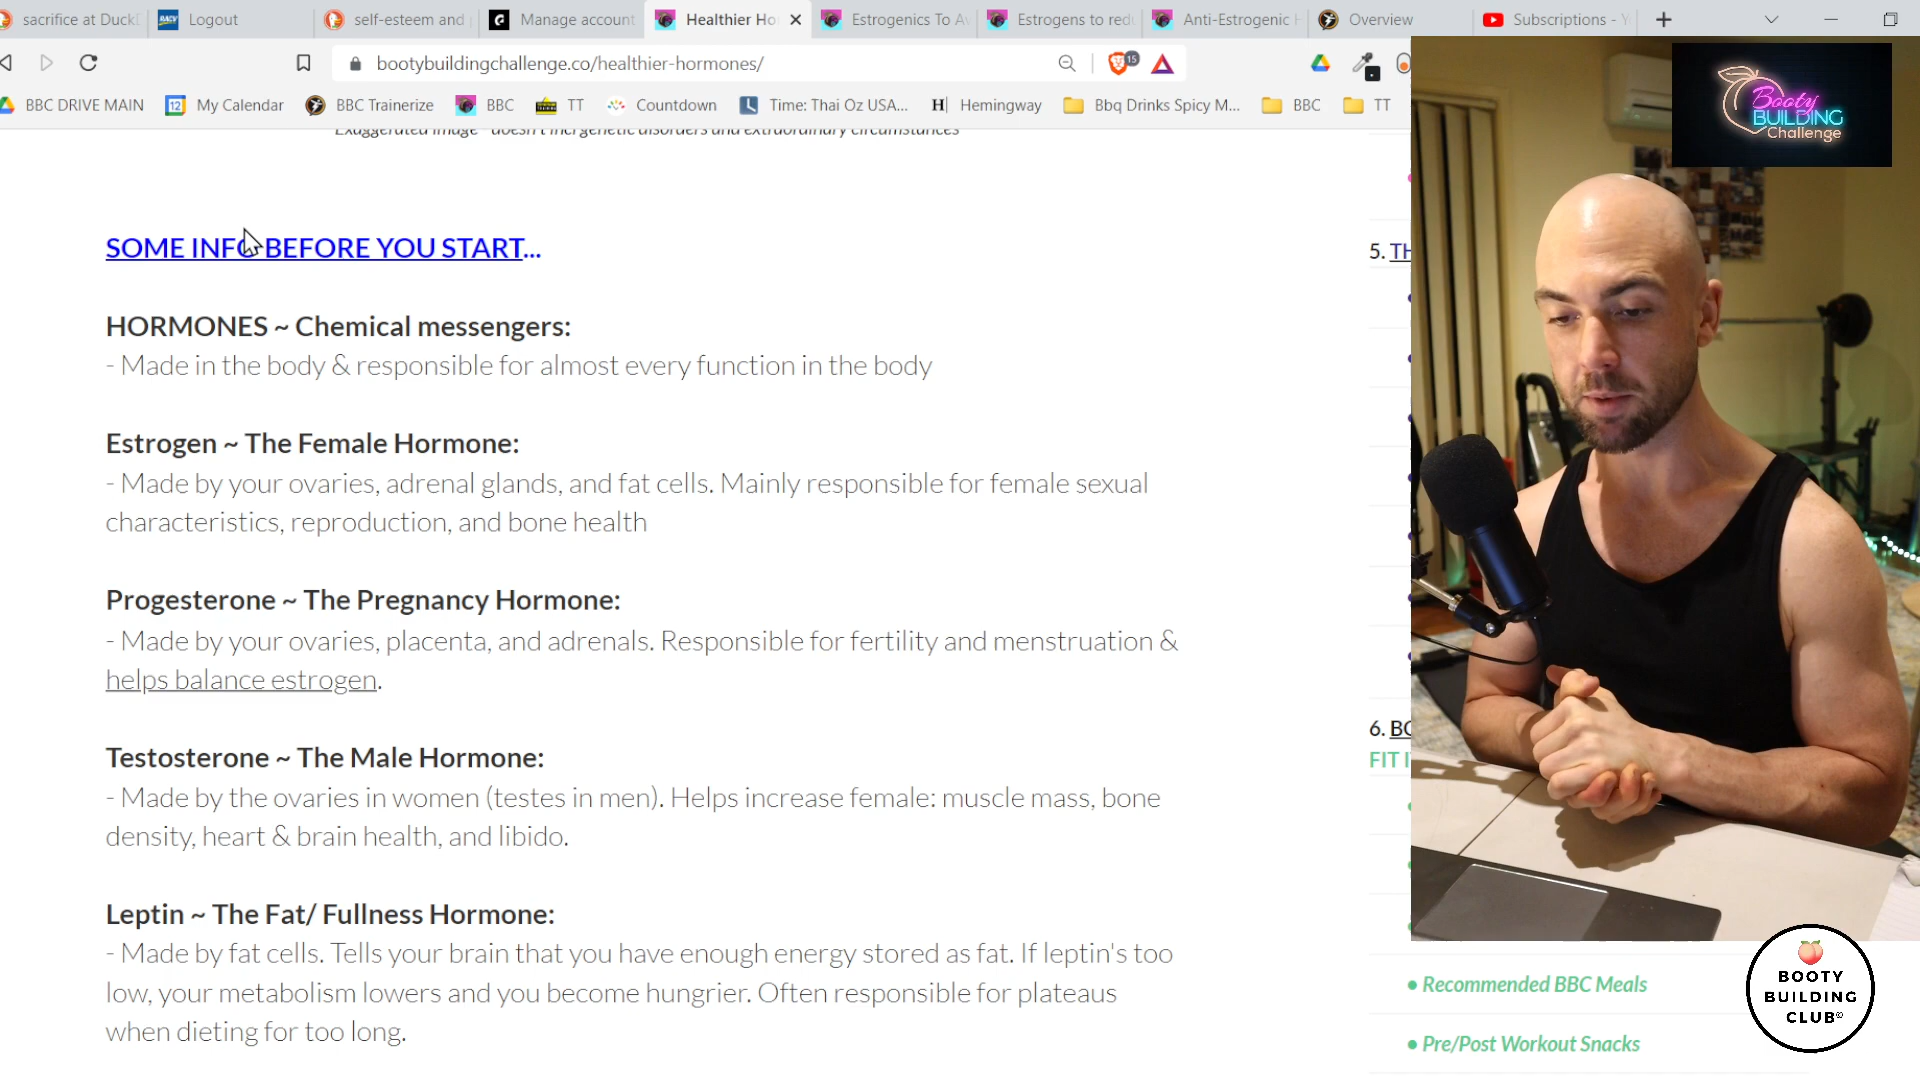 sacrifice at Duck
RACV Logout
self-esteem and
Manage account
Healthier Ho
Estrogenics To Av
Estrogens to redu
Anti-Estrogenic H
Overview
Subscriptions - Y
bootybuildingchallenge.co/healthier-hormones/
15
BBC DRIVE MAIN
12 My Calendar
BBC Trainerize
BBC
TT
Countdown
Time: Thai Oz USA...
Hemingway
Bbq Drinks Spicy M...
BBC
TT
Booty
BUILDING
Challenge
SOME INFO BEFORE YOU START...
HORMONES ~ Chemical messengers:
- Made in the body & responsible for almost every function in the body
Estrogen ~ The Female Hormone:
- Made by your ovaries, adrenal glands, and fat cells. Mainly responsible for female sexual
characteristics, reproduction, and bone health
Progesterone ~ The Pregnancy Hormone:
- Made by your ovaries, placenta, and adrenals. Responsible for fertility and menstruation &
helps balance estrogen.
Testosterone ~ The Male Hormone:
- Made by the ovaries in women (testes in men). Helps increase female: muscle mass, bone
density, heart & brain health, and libido.
Leptin ~ The Fat/ Fullness Hormone:
- Made by fat cells. Tells your brain that you have enough energy stored as fat. If leptin's too
low, your metabolism lowers and you become hungrier. Often responsible for plateaus
when dieting for too long.
5. TH
6. BO
FIT I
• Recommended BBC Meals
• Pre/Post Workout Snacks
BOOTY
BUILDING
CLUB©